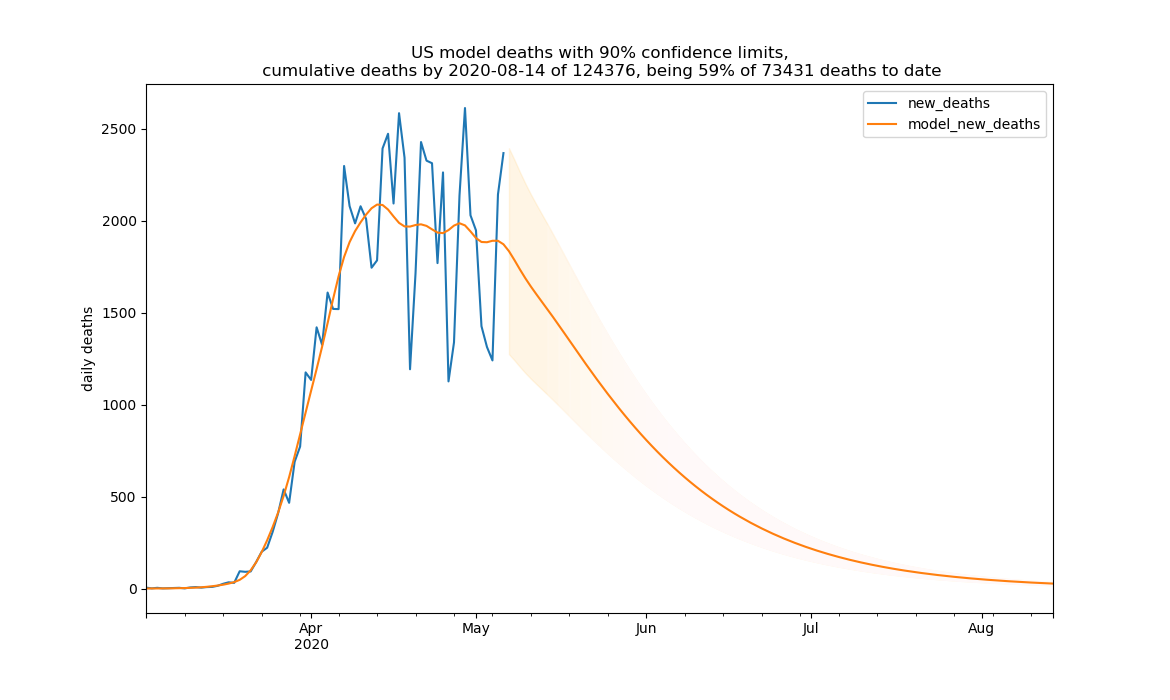 US model deaths with 90% confidence limits,
cumulative deaths by 2020-08-14 of 124376, being 59% of 73431 deaths to date
new_deaths
model_new_deaths
daily deaths
2500
2000
1500
1000
500
0
Apr May Jun Jul Aug
2020